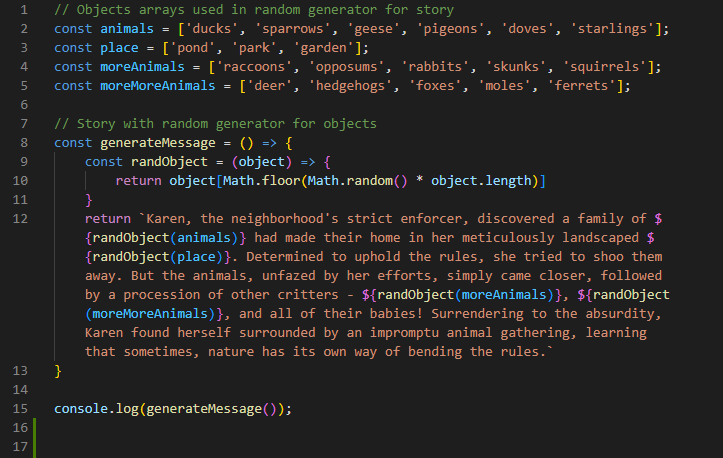 1 // Objects arrays used in random generator for story
2 const animals = ['ducks', 'sparrows', 'geese', 'pigeons', 'doves', 'starlings'];
3 const place = ['pond', 'park', 'garden'];
4 const moreAnimals = ['raccoons', 'opposums', 'rabbits', 'skunks', 'squirrels'];
5 const moreMoreAnimals = ['deer', 'hedgehogs', 'foxes', 'moles', 'ferrets'];
6
7 // Story with random generator for objects
8 const generateMessage = () => {
9     const randObject = (object) => {
10         return object[Math.floor(Math.random() * object.length)]
11     }
12     return `Karen, the neighborhood's strict enforcer, discovered a family of $
{randObject(animals)} had made their home in her meticulously landscaped $
{randObject(place)}. Determined to uphold the rules, she tried to shoo them
away. But the animals, unfazed by her efforts, simply came closer, followed
by a procession of other critters - ${randObject(moreAnimals)}, ${randObject
(moreMoreAnimals)}, and all of their babies! Surrendering to the absurdity,
Karen found herself surrounded by an impromptu animal gathering, learning
that sometimes, nature has its own way of bending the rules.`
13 }
14
15 console.log(generateMessage());
16
17